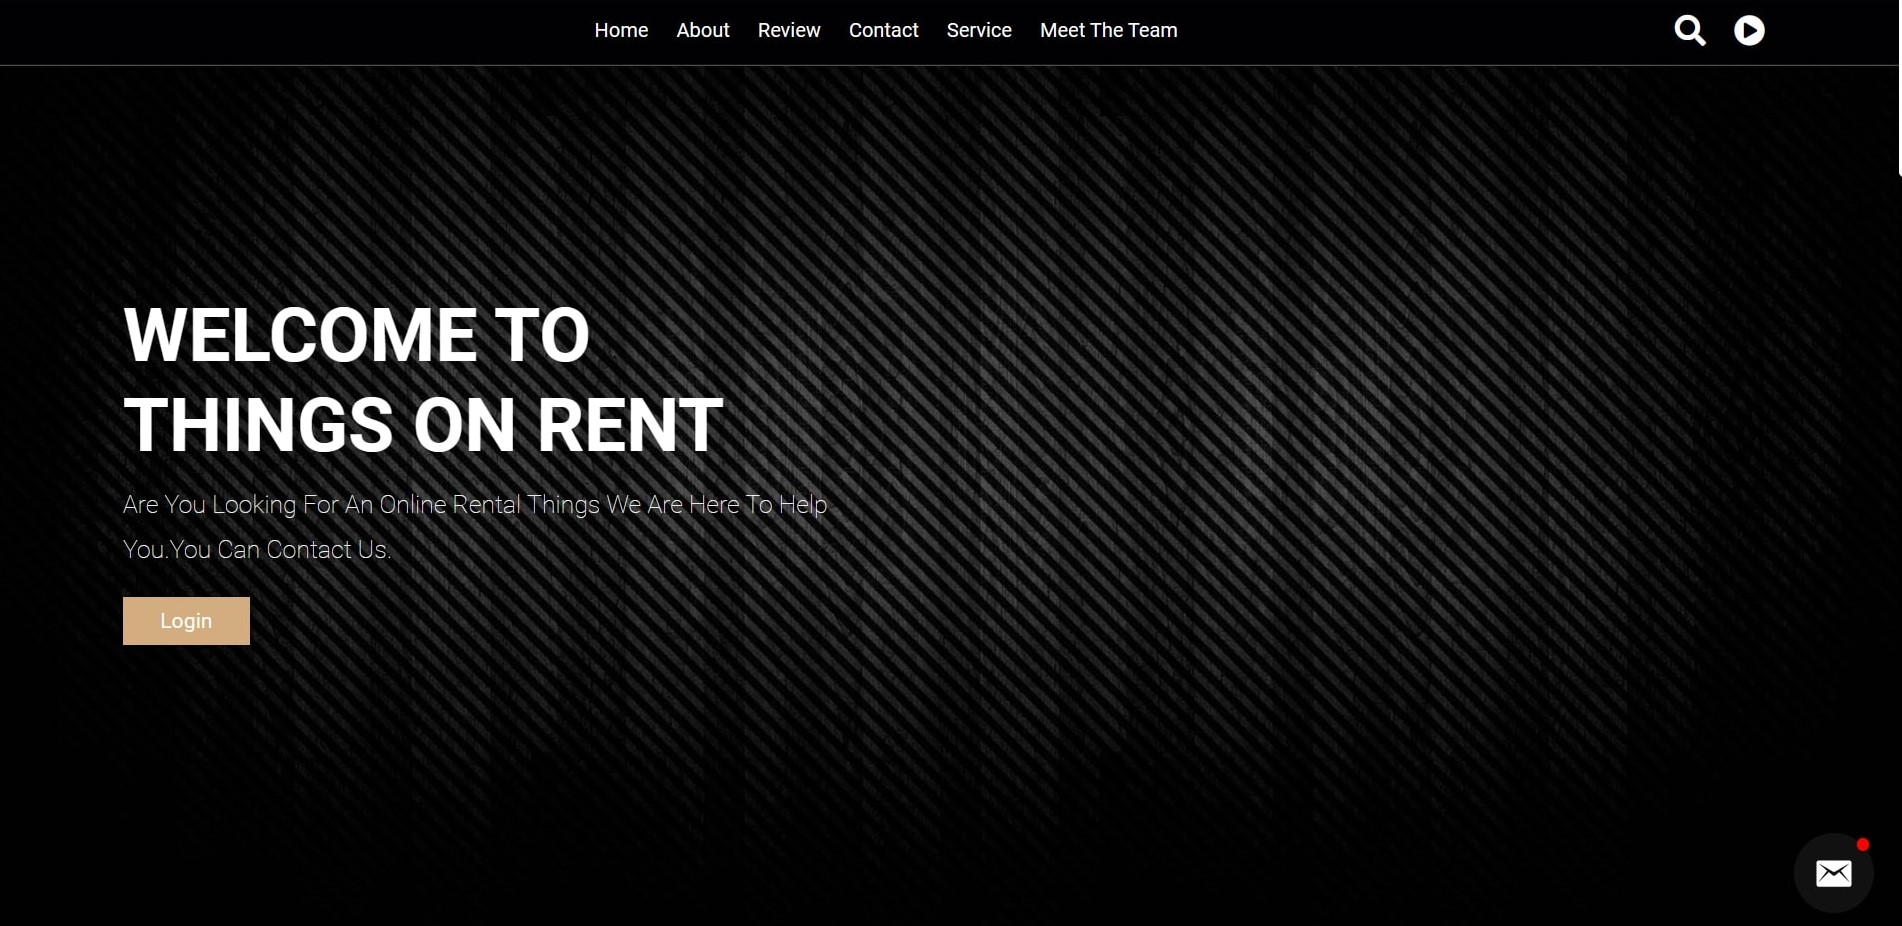 Home About Review Contact Service Meet The Team
WELCOME TO
THINGS ON RENT
Are You Looking For An Online Rental Things We Are Here To Help
You.You Can Contact Us.
Login